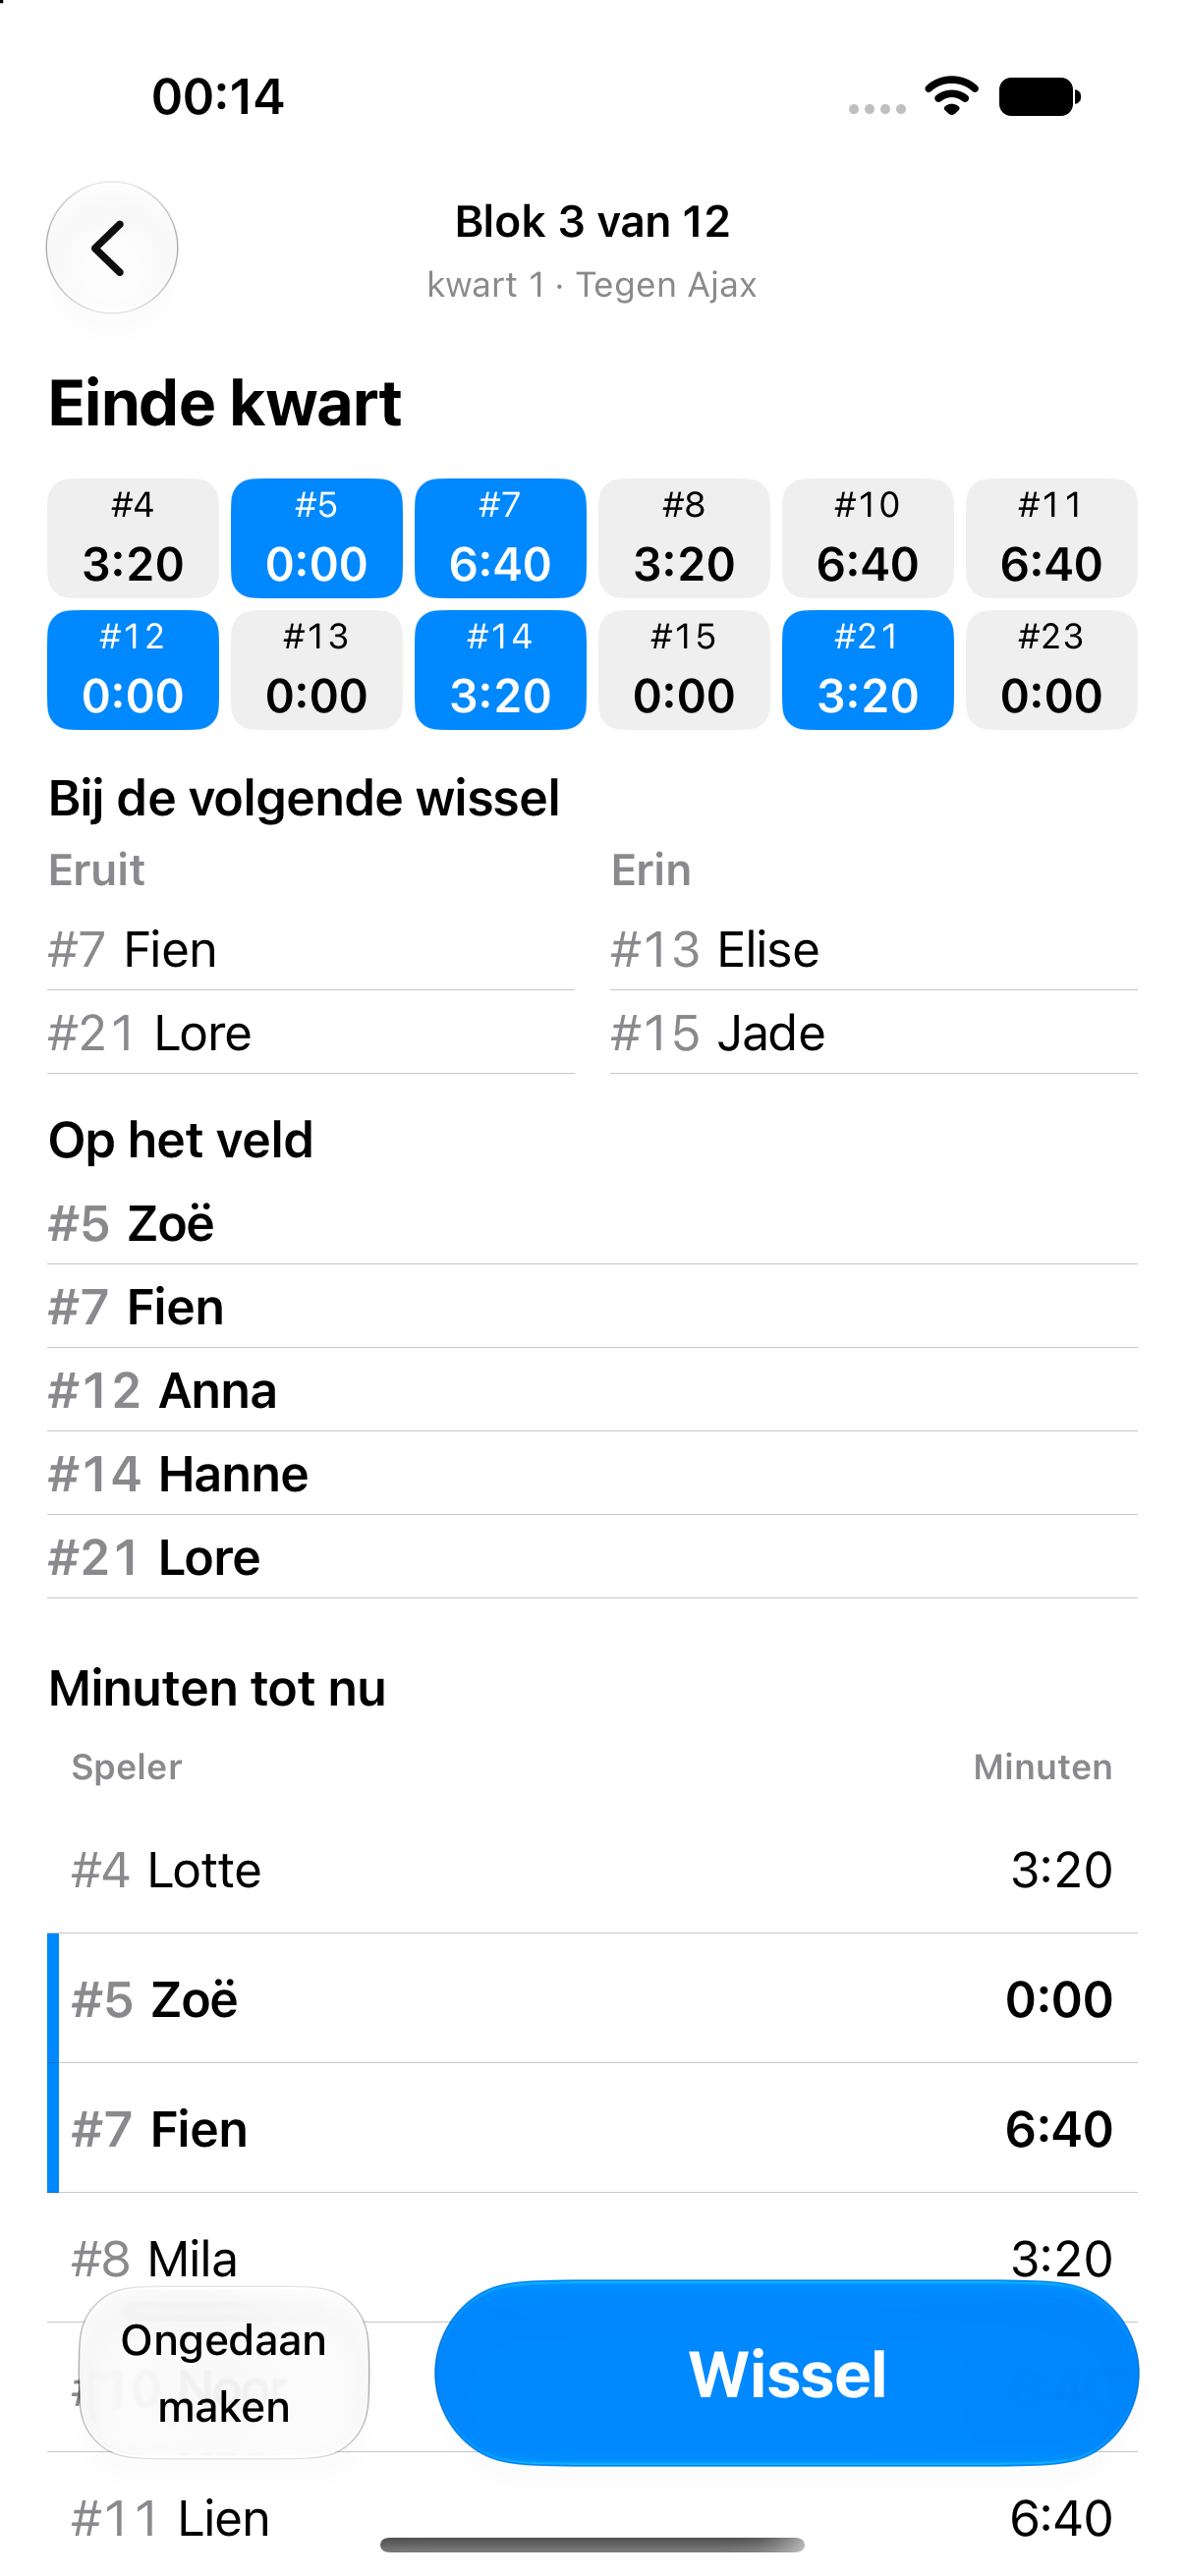 00:14
Blok 3 van 12
kwart 1 · Tegen Ajax
Einde kwart
#4 #5 #7 #8 #10 #11
3:20 0:00 6:40 3:20 6:40 6:40
#12 #13 #14 #15 #21 #23
0:00 0:00 3:20 0:00 3:20 0:00
Bij de volgende wissel
Eruit Erin
#7 Fien #13 Elise
#21 Lore #15 Jade
Op het veld
#5 Zoë
#7 Fien
#12 Anna
#14 Hanne
#21 Lore
Minuten tot nu
Speler Minuten
#4 Lotte 3:20
#5 Zoë 0:00
#7 Fien 6:40
#8 Mila 3:20
Ongedaan
maken
Wissel
#11 Lien 6:40